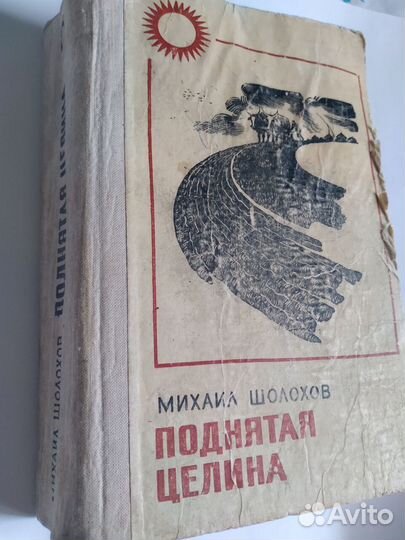 МИХАИЛ ШОЛОХОВ
ПОДНЯТАЯ
ЦЕЛИНА
МИХАИЛ ШОЛОХОВ. ПОДНЯТАЯ ЦЕЛИНА
Avito